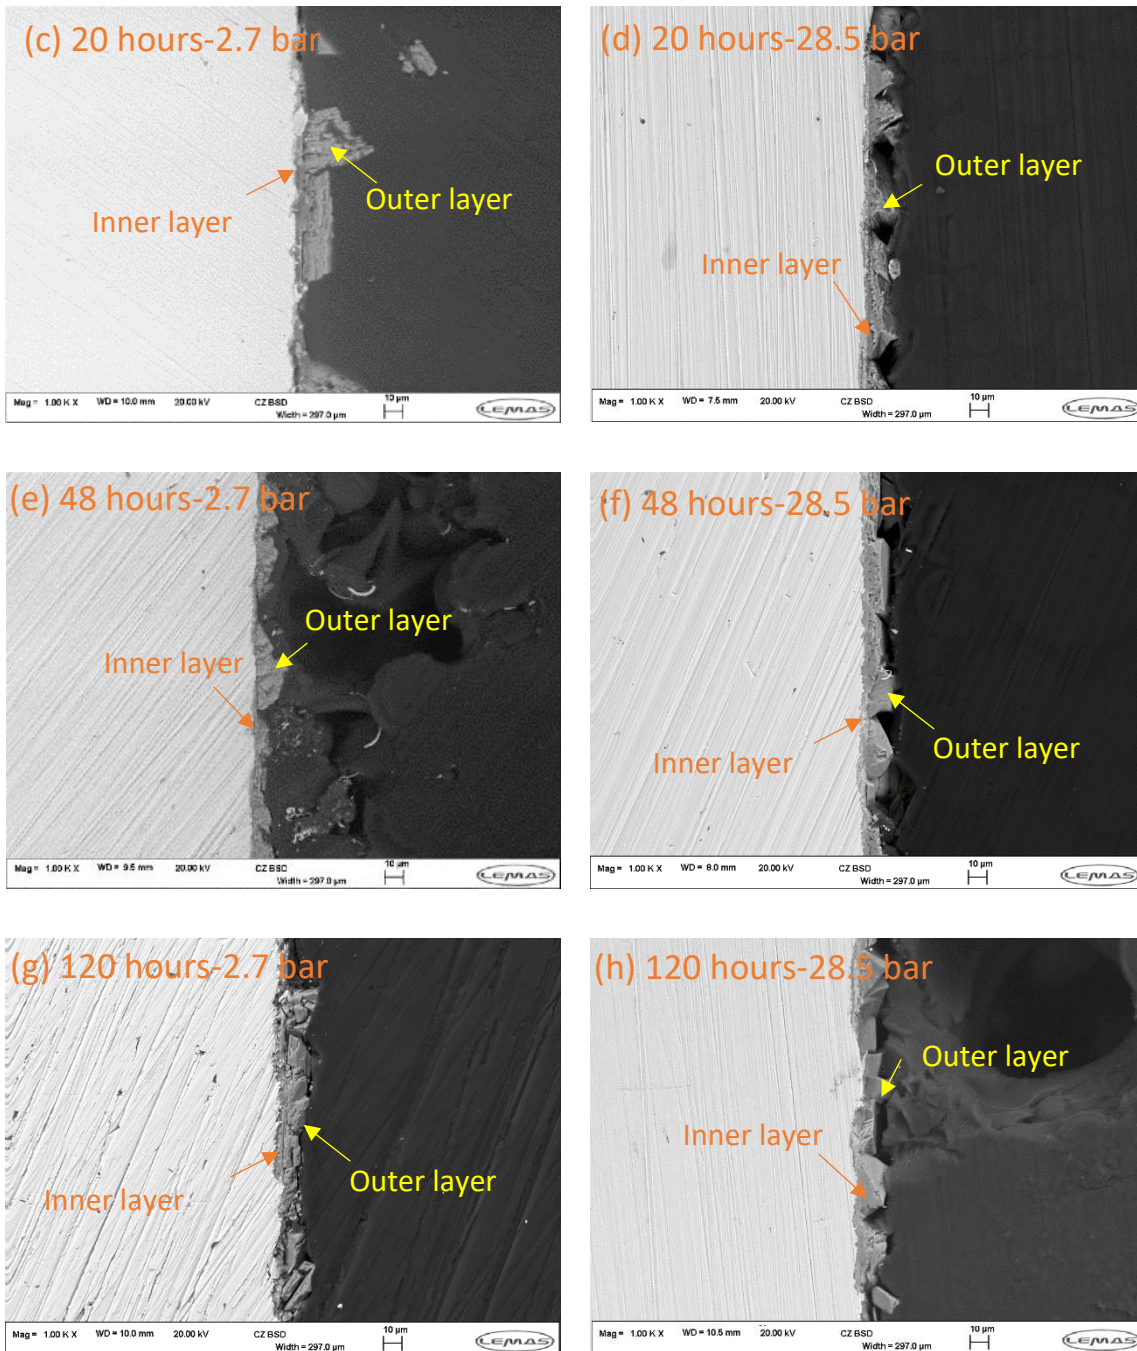 (c) 20 hours-2.7 bar
Outer layer
Inner layer
Mag = 1.00 K X WD = 10.0 mm 20.00 kV CZ BSD 10 µm
Width = 297.0 µm
LEMAS
(d) 20 hours-28.5 bar
Outer layer
Inner layer
Mag = 1.00 K X WD = 7.5 mm 20.00 kV CZ BSD 10 µm
Width = 297.0 µm
LEMAS
(e) 48 hours-2.7 bar
Outer layer
Inner layer
Mag = 1.00 K X WD = 9.5 mm 20.00 kV CZ BSD 10 µm
Width = 297.0 µm
LEMAS
(f) 48 hours-28.5 bar
Outer layer
Inner layer
Mag = 1.00 K X WD = 8.0 mm 20.00 kV CZ BSD 10 µm
Width = 297.0 µm
LEMAS
(g) 120 hours-2.7 bar
Outer layer
Inner layer
Mag = 1.00 K X WD = 10.0 mm 20.00 kV CZ BSD 10 µm
Width = 297.0 µm
LEMAS
(h) 120 hours-28.5 bar
Outer layer
Inner layer
Mag = 1.00 K X WD = 10.5 mm 20.00 kV CZ BSD 10 µm
Width = 297.0 µm
LEMAS